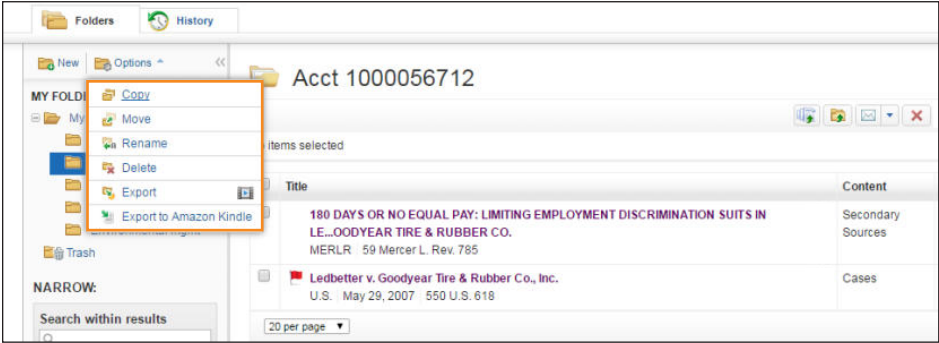 Folders History
New Options
Acct 1000056712
MY FOLD
Copy
My
Move
Rename
items selected
Delete
Title Content
Export
180 DAYS OR NO EQUAL PAY: LIMITING EMPLOYMENT DISCRIMINATION SUITS IN Secondary
Export to Amazon Kindle
LE...OODYEAR TIRE & RUBBER CO. Sources
MERLR 59 Mercer L. Rev. 785
Trash
Ledbetter v. Goodyear Tire & Rubber Co., Inc. Cases
NARROW:
U.S. May 29, 2007 550 U.S. 618
Search within results
20 per page